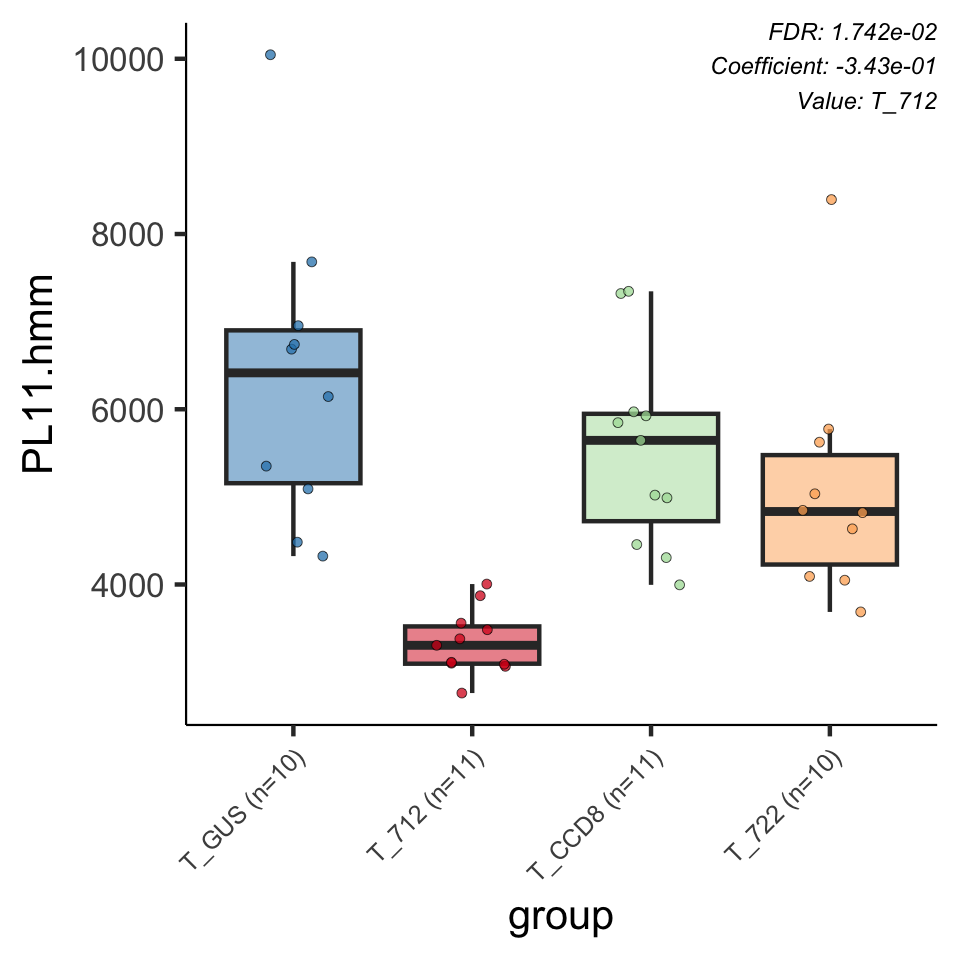 FDR: 1.742e-02
Coefficient: -3.43e-01
Value: T_712
10000
8000
6000
4000
PL11.hmm
T_GUS (n=10)
T_712 (n=11)
T_CCD8 (n=11)
T_722 (n=10)
group